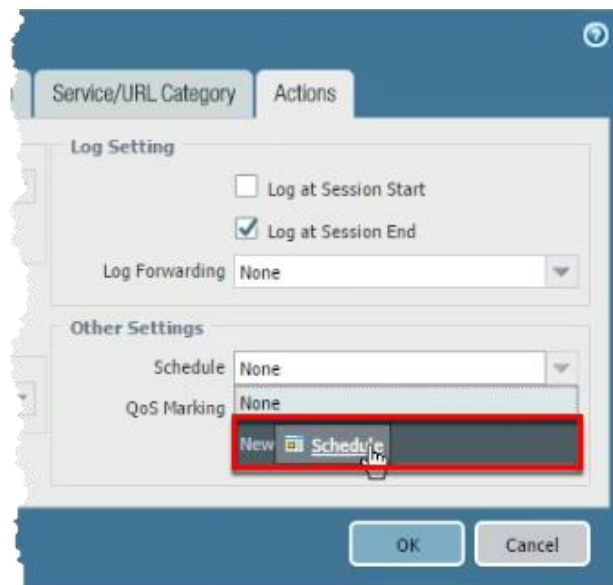 Service/URL Category
Actions
Log Setting
Log at Session Start
Log at Session End
Log Forwarding None
Other Settings
Schedule None
QoS Marking None
New Schedule
OK Cancel